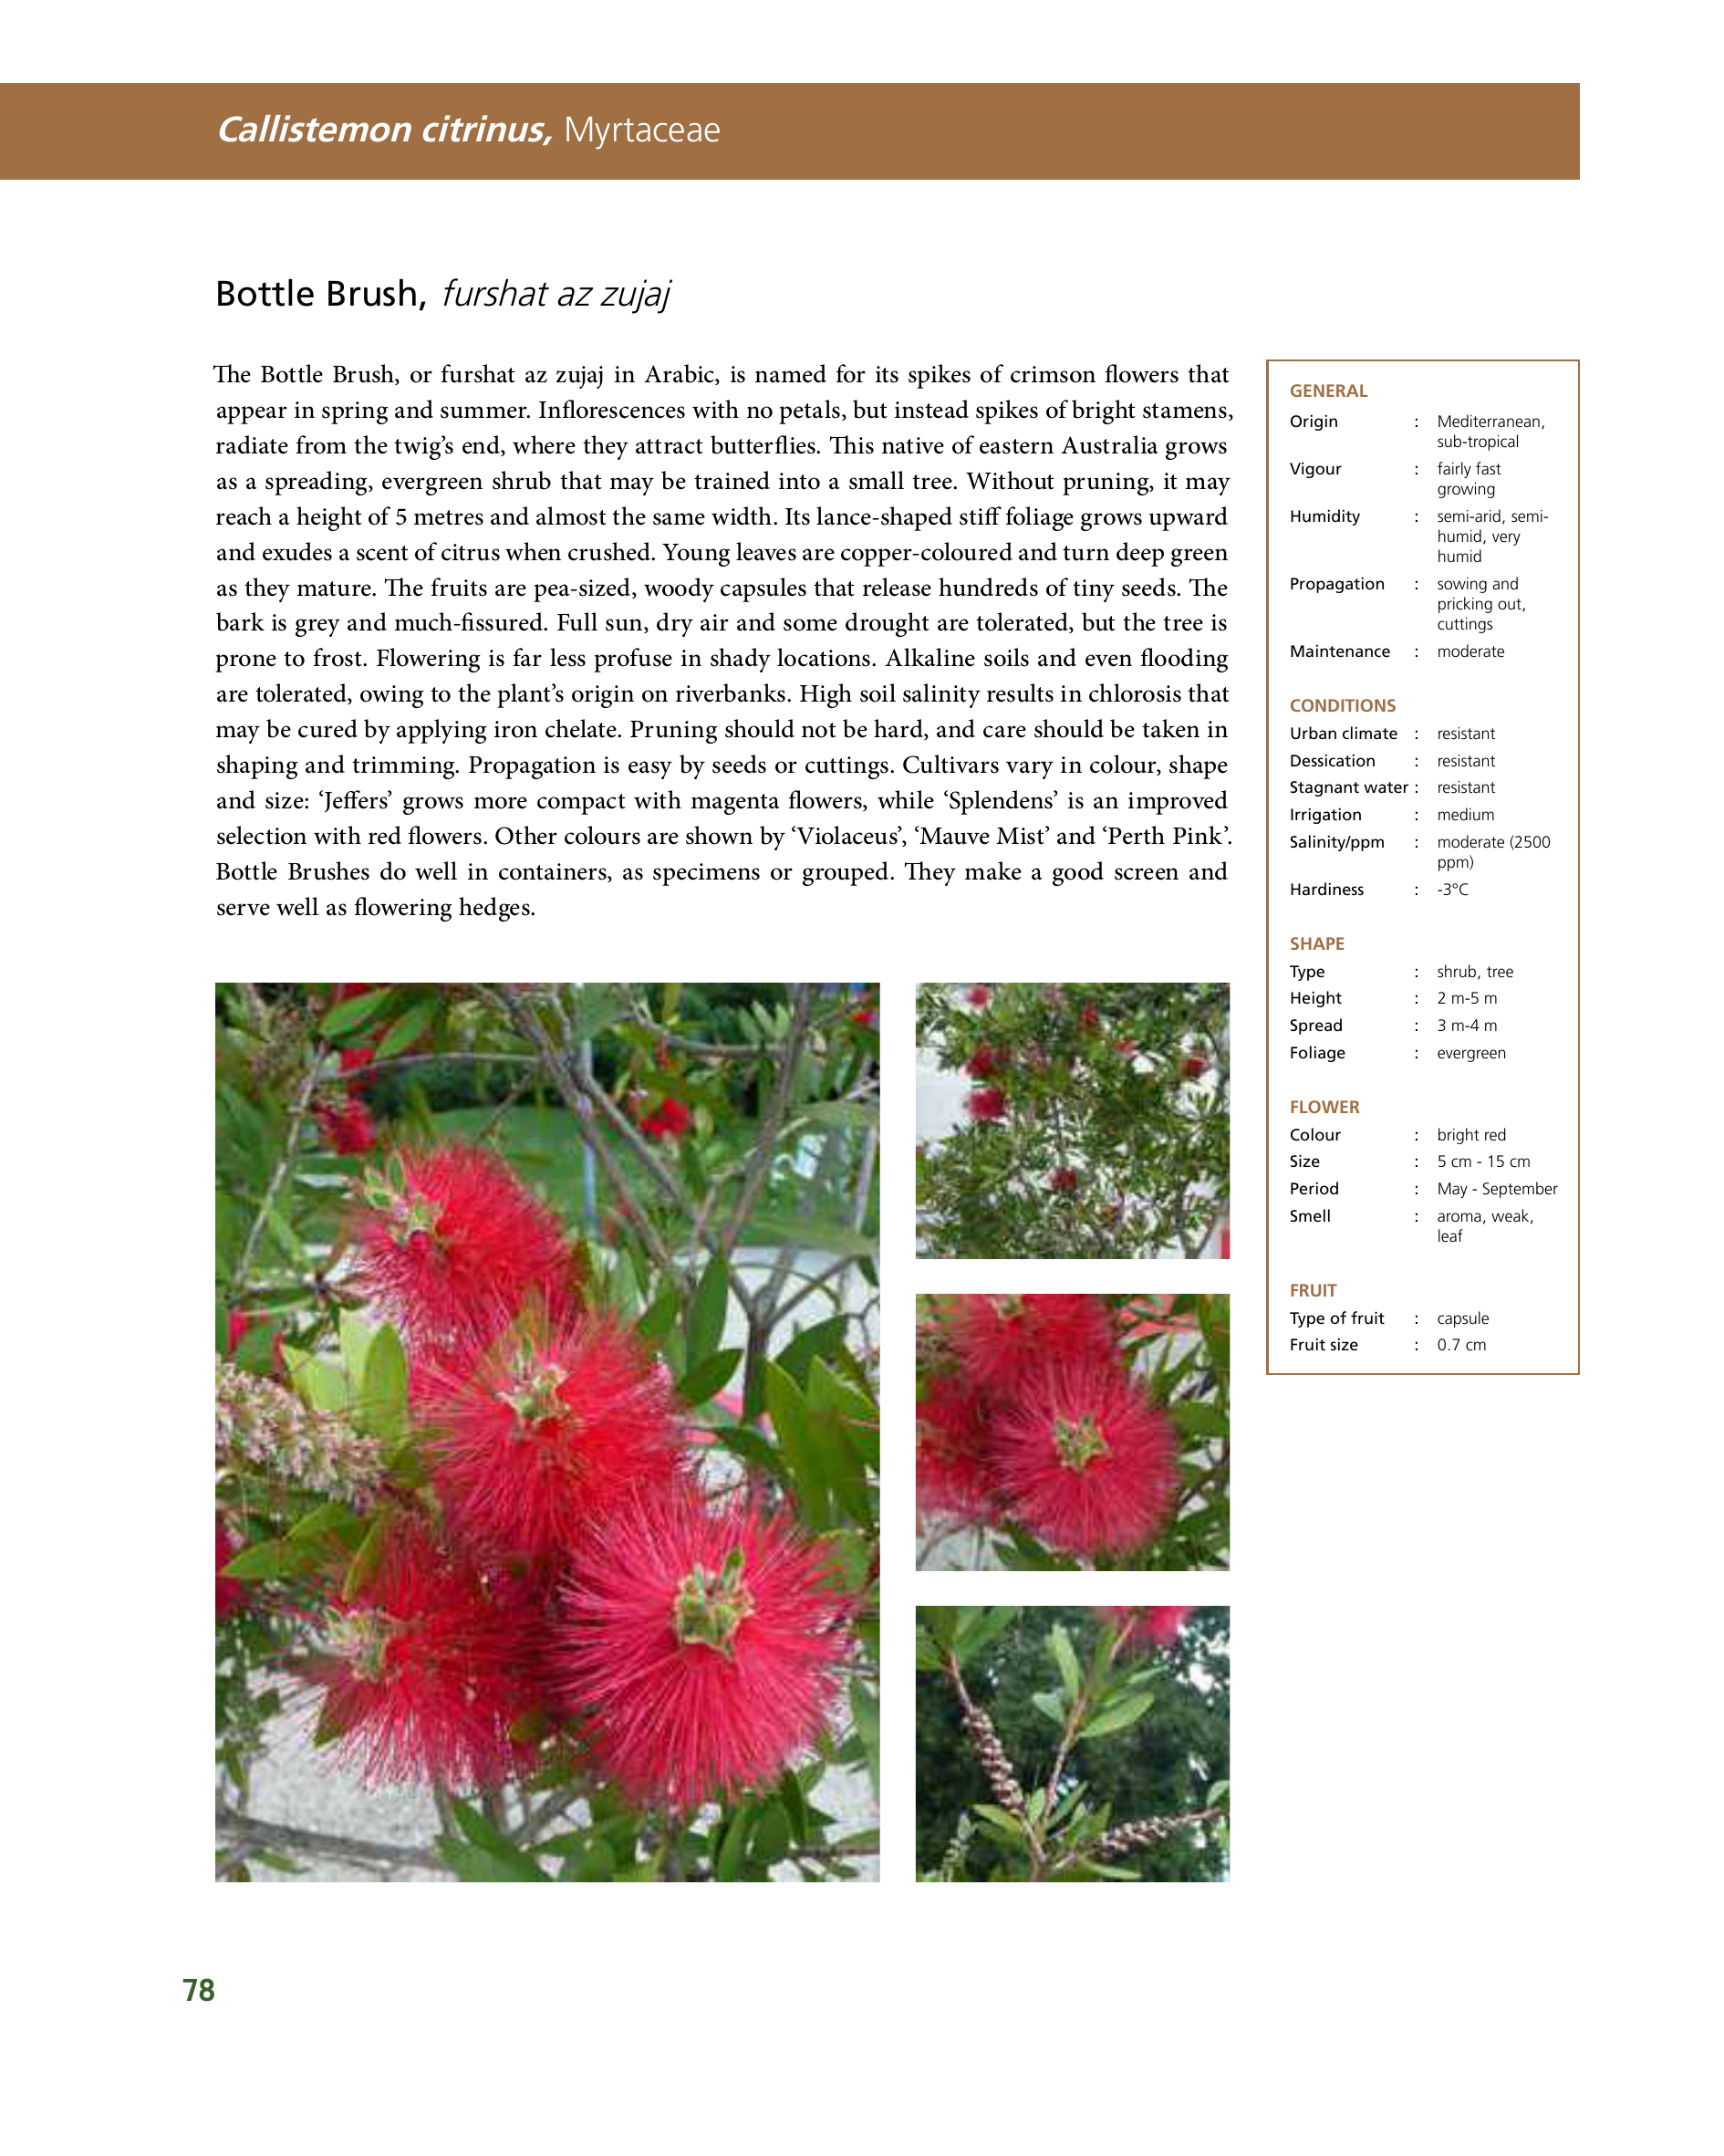 Callistemon citrinus, Myrtaceae
Bottle Brush, furshat az zujaj
The Bottle Brush, or furshat az zujaj in Arabic, is named for its spikes of crimson flowers that
appear in spring and summer. Inflorescences with no petals, but instead spikes of bright stamens,
radiate from the twig's end, where they attract butterflies. This native of eastern Australia grows
as a spreading, evergreen shrub that may be trained into a small tree. Without pruning, it may
reach a height of 5 metres and almost the same width. Its lance-shaped stiff foliage grows upward
and exudes a scent of citrus when crushed. Young leaves are copper-coloured and turn deep green
as they mature. The fruits are pea-sized, woody capsules that release hundreds of tiny seeds. The
bark is grey and much-fissured. Full sun, dry air and some drought are tolerated, but the tree is
prone to frost. Flowering is far less profuse in shady locations. Alkaline soils and even flooding
are tolerated, owing to the plant's origin on riverbanks. High soil salinity results in chlorosis that
may be cured by applying iron chelate. Pruning should not be hard, and care should be taken in
shaping and trimming. Propagation is easy by seeds or cuttings. Cultivars vary in colour, shape
and size: 'Jeffers' grows more compact with magenta flowers, while 'Splendens' is an improved
selection with red flowers. Other colours are shown by 'Violaceus', 'Mauve Mist' and 'Perth Pink'.
Bottle Brushes do well in containers, as specimens or grouped. They make a good screen and
serve well as flowering hedges.
GENERAL
Origin : Mediterranean,
sub-tropical
Vigour : fairly fast
growing
Humidity : semi-arid, semi-
humid, very
humid
Propagation : sowing and
pricking out,
cuttings
Maintenance : moderate
CONDITIONS
Urban climate : resistant
Dessication : resistant
Stagnant water : resistant
Irrigation : medium
Salinity/ppm : moderate (2500
ppm)
Hardiness : -3°C
SHAPE
Type : shrub, tree
Height : 2 m-5 m
Spread : 3 m-4 m
Foliage : evergreen
FLOWER
Colour : bright red
Size : 5 cm - 15 cm
Period : May - September
Smell : aroma, weak,
leaf
FRUIT
Type of fruit : capsule
Fruit size : 0.7 cm
78